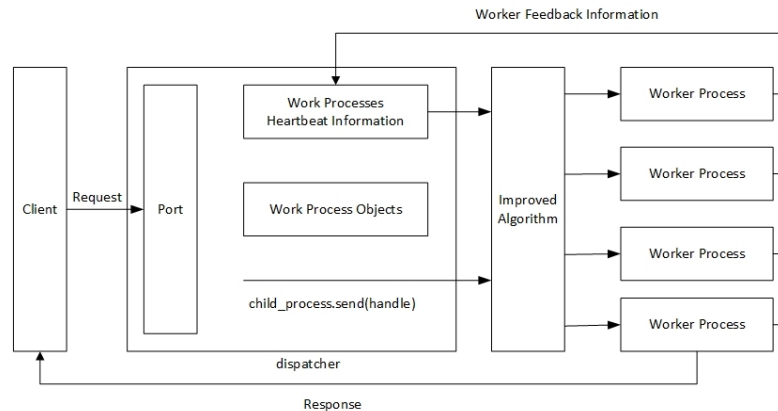 Worker Feedback Information
Work Processes
Heartbeat Information
Worker Process
Request
Client
Port
Work Process Objects
Improved
Algorithm
Worker Process
Worker Process
child_process.send(handle)
Worker Process
dispatcher
Response